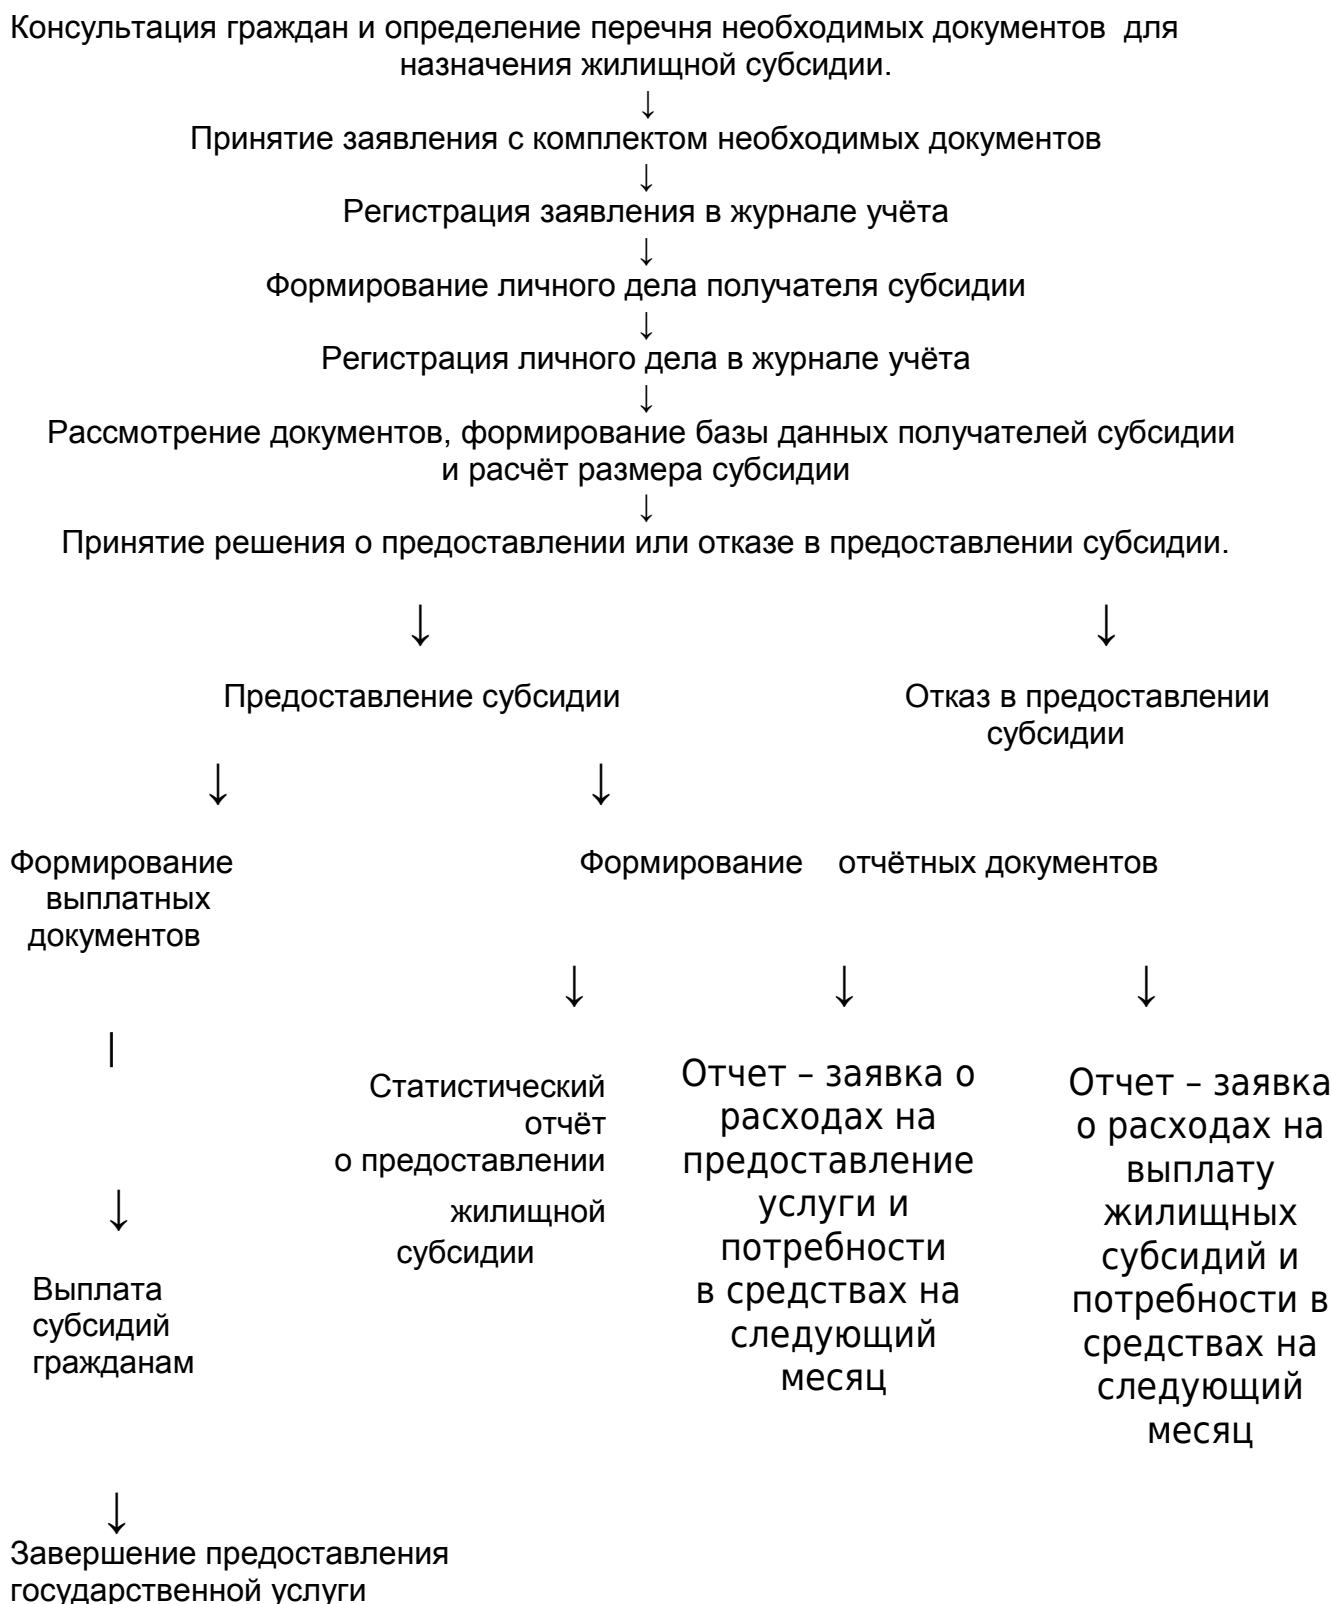 Консультация граждан и определение перечня необходимых документов  для
назначения жилищной субсидии.
↓
Принятие заявления с комплектом необходимых документов
↓
Регистрация заявления в журнале учёта
↓
Формирование личного дела получателя субсидии
↓
Регистрация личного дела в журнале учёта
↓
Рассмотрение документов, формирование базы данных получателей субсидии
и расчёт размера субсидии
↓
Принятие решения о предоставлении или отказе в предоставлении субсидии.
↓ ↓
Предоставление субсидии
Отказ в предоставлении
субсидии
↓ ↓
Формирование
выплатных
документов
Формирование отчётных документов
↓ ↓ ↓
|
↓
Выплата
субсидий
гражданам
Статистический
отчёт
о предоставлении
жилищной
субсидии
Отчет – заявка о
расходах на
предоставление
услуги и
потребности
в средствах на
следующий
месяц
Отчет – заявка
о расходах на
выплату
жилищных
субсидий и
потребности в
средствах на
следующий
месяц
↓
Завершение предоставления
государственной услуги